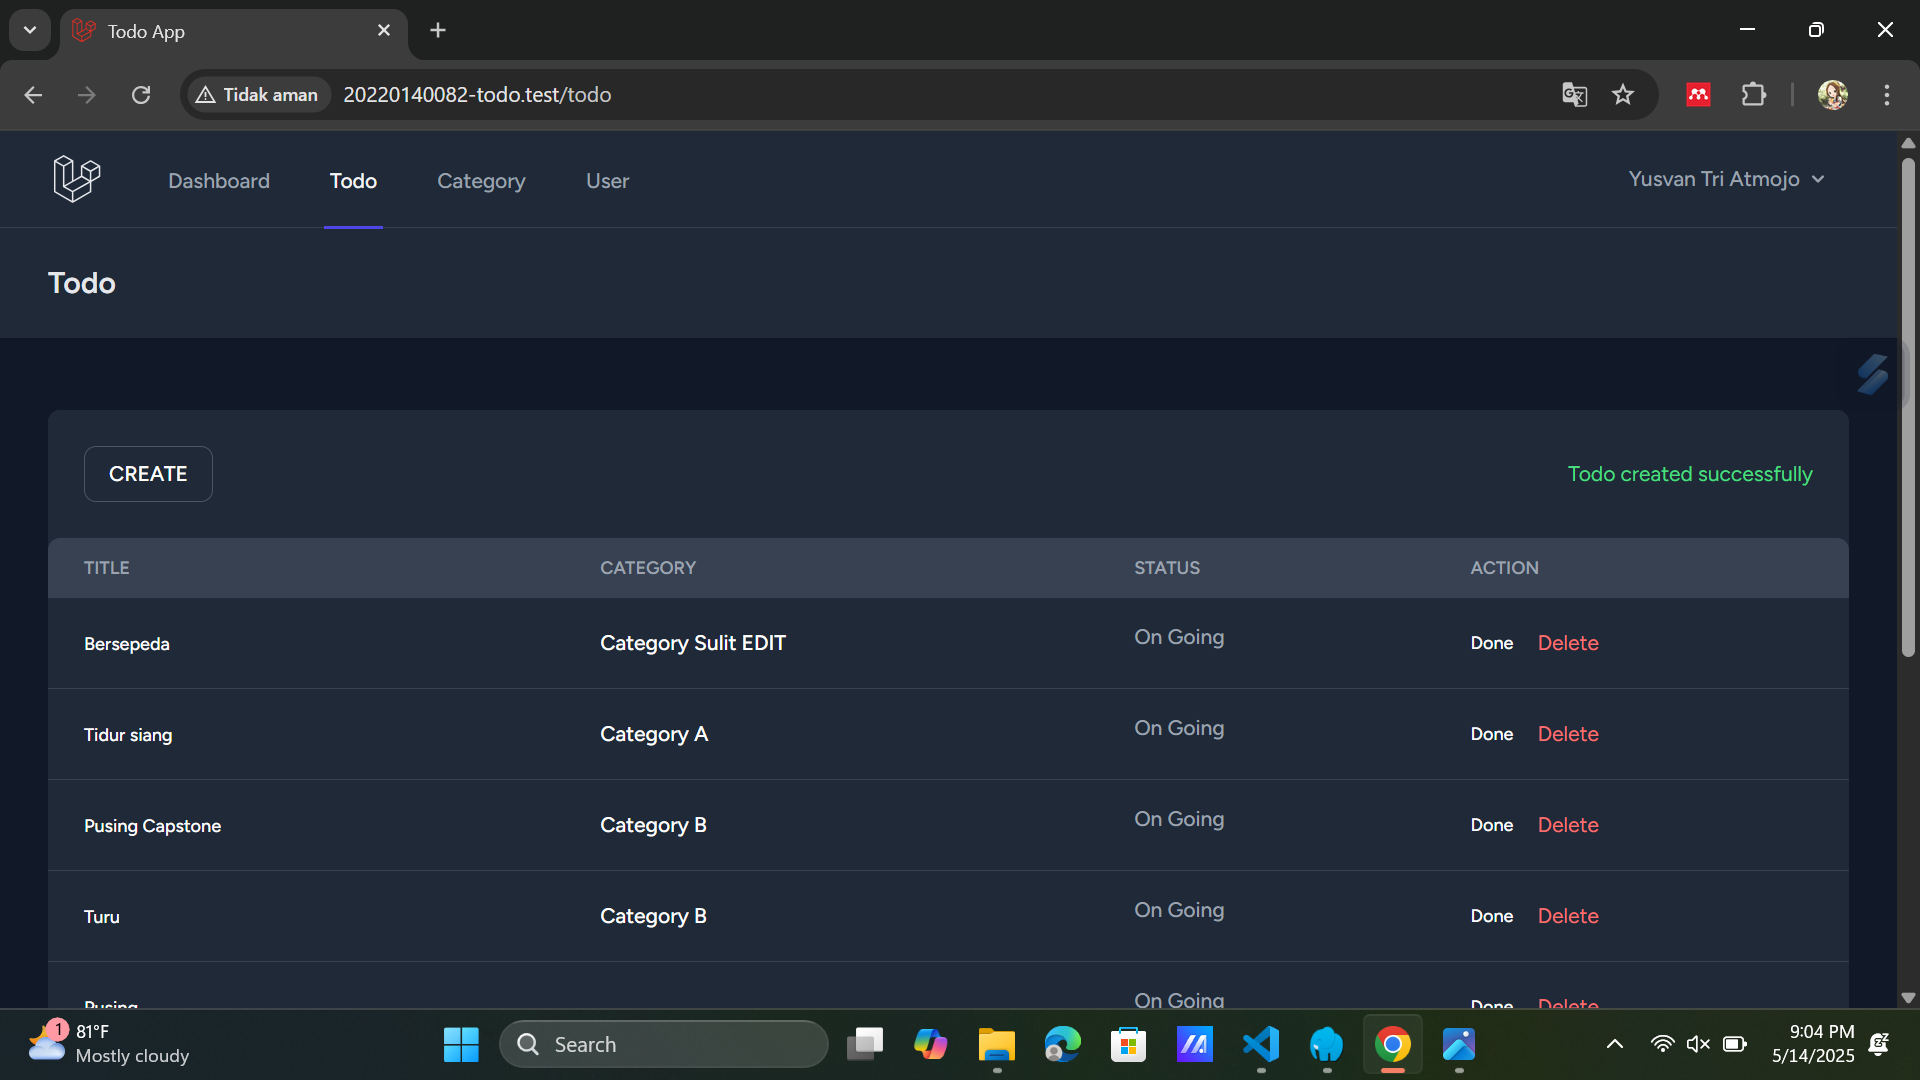 Todo App
Tidak aman
20220140082-todo.test/todo
Dashboard
Todo
Category
User
Yusvan Tri Atmojo
Todo
CREATE
Todo created successfully
TITLE CATEGORY STATUS ACTION
Bersepeda Category Sulit EDIT On Going Done Delete
Tidur siang Category A On Going Done Delete
Pusing Capstone Category B On Going Done Delete
Turu Category B On Going Done Delete
Pusing On Going Done Delete
1
81°F
Mostly cloudy
Search
9:04 PM
5/14/2025